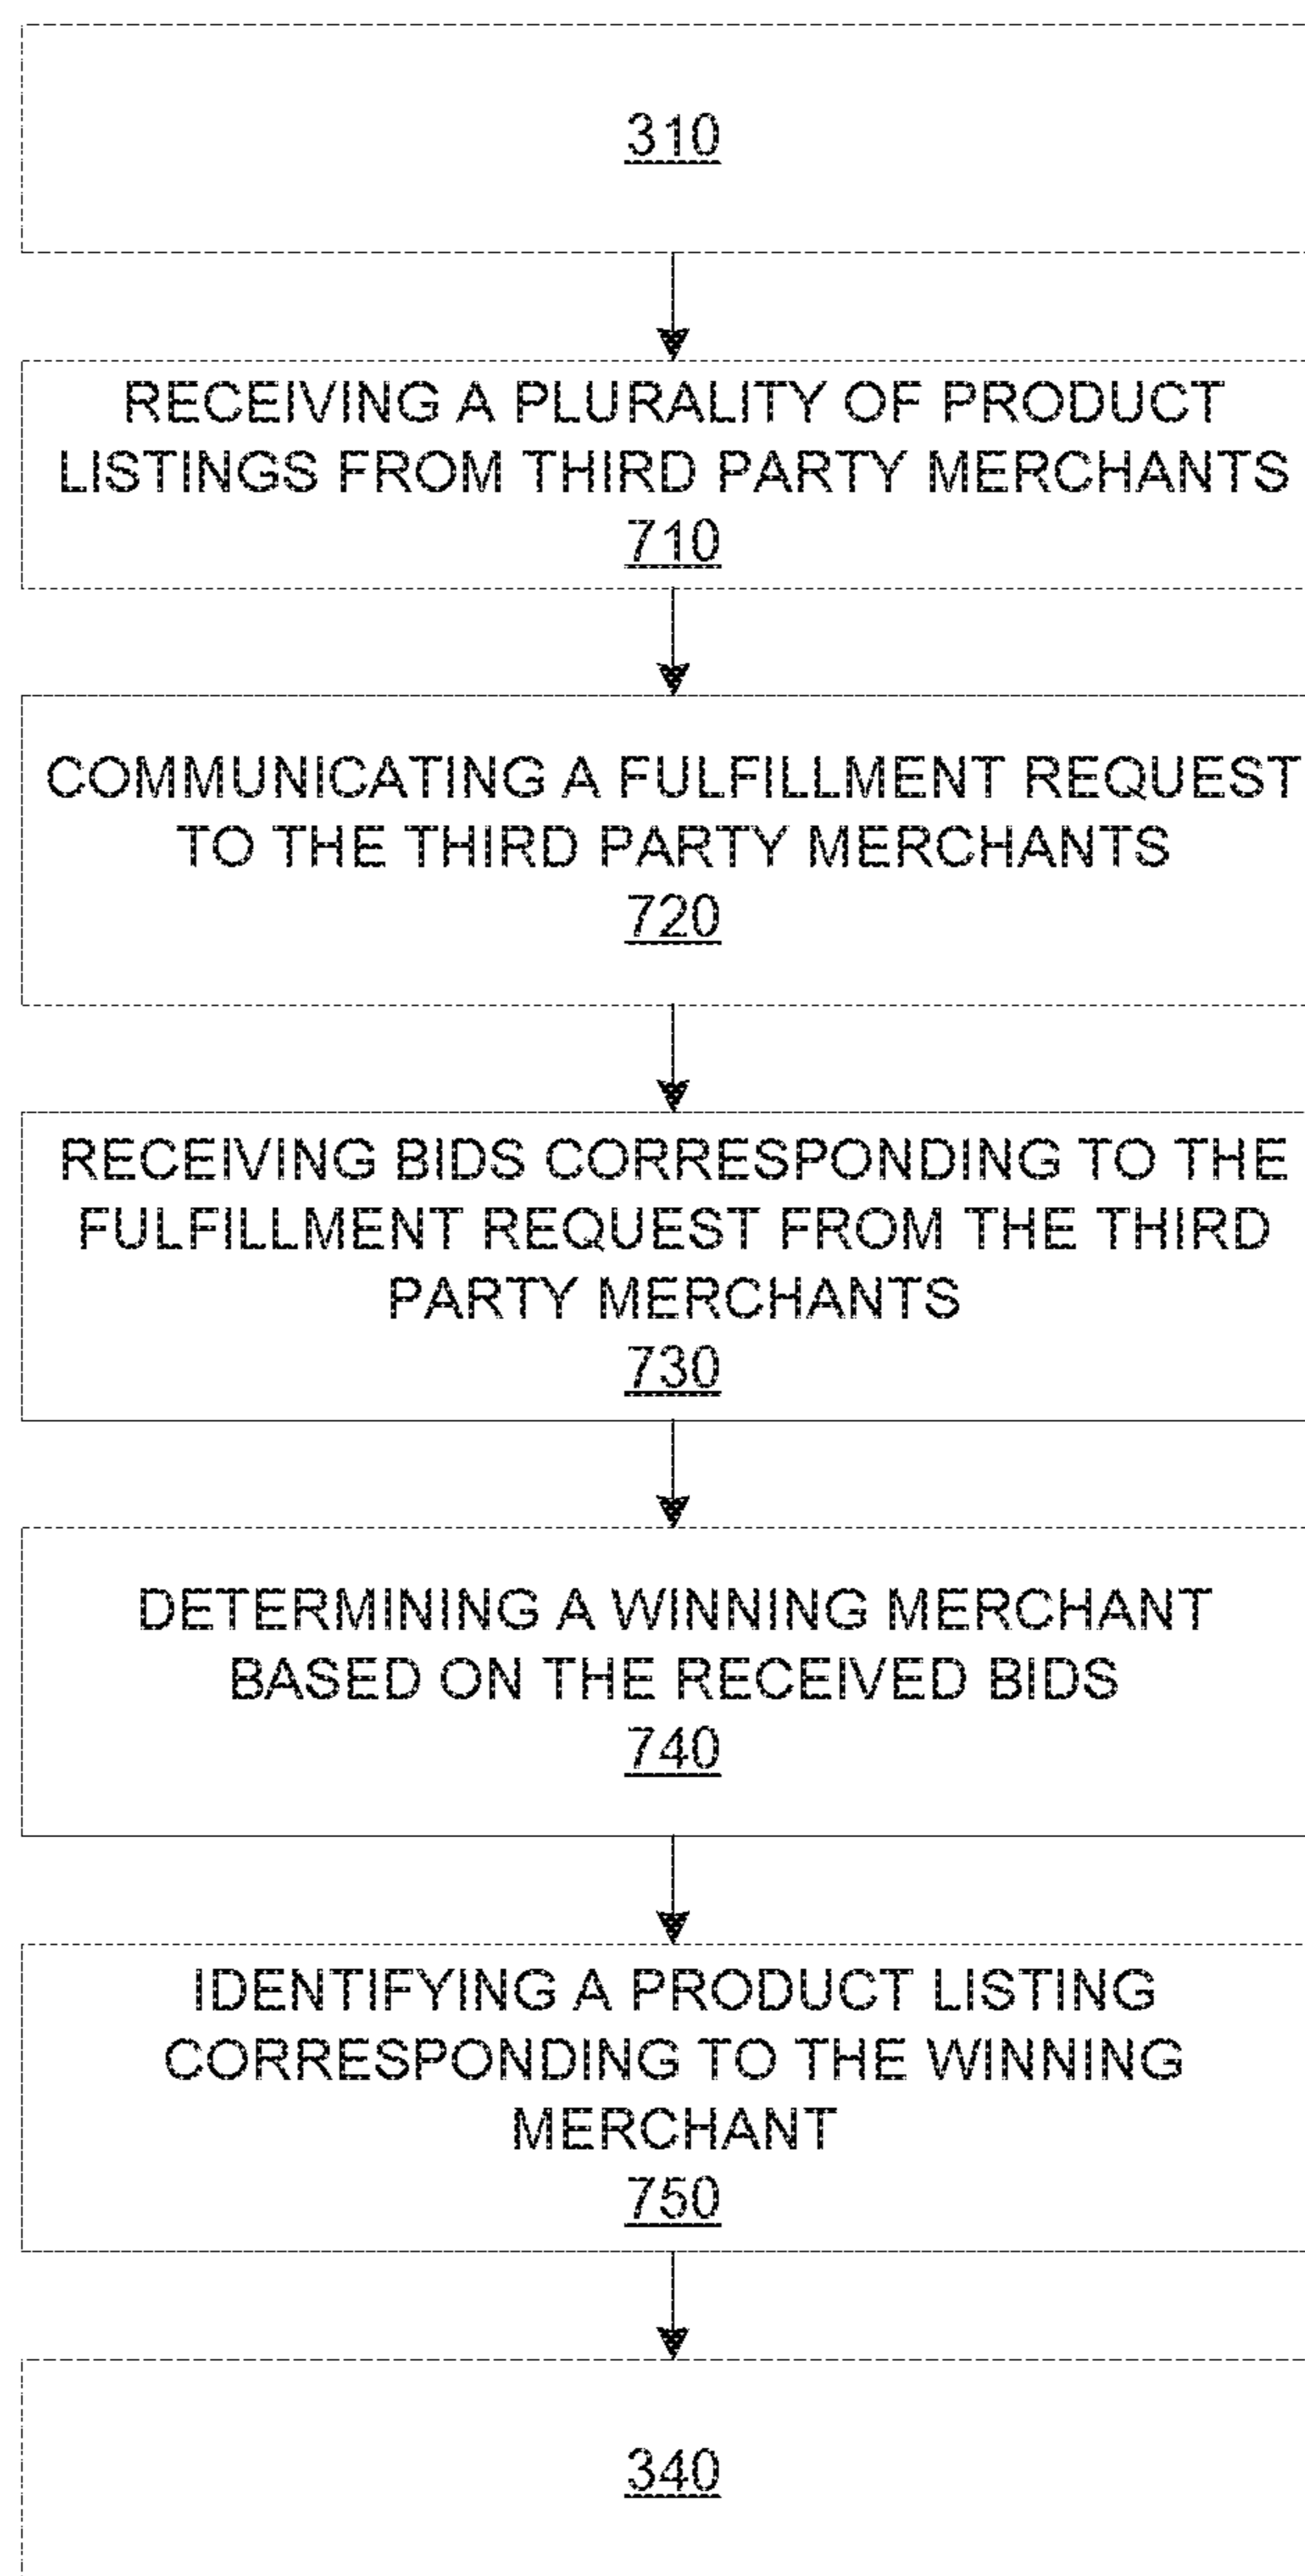 310
RECEIVING A PLURALITY OF PRODUCT
LISTINGS FROM THIRD PARTY MERCHANTS
710
COMMUNICATING A FULFILLMENT REQUEST
TO THE THIRD PARTY MERCHANTS
720
RECEIVING BIDS CORRESPONDING TO THE
FULFILLMENT REQUEST FROM THE THIRD
PARTY MERCHANTS
730
DETERMINING A WINNING MERCHANT
BASED ON THE RECEIVED BIDS
740
IDENTIFYING A PRODUCT LISTING
CORRESPONDING TO THE WINNING
MERCHANT
750
340